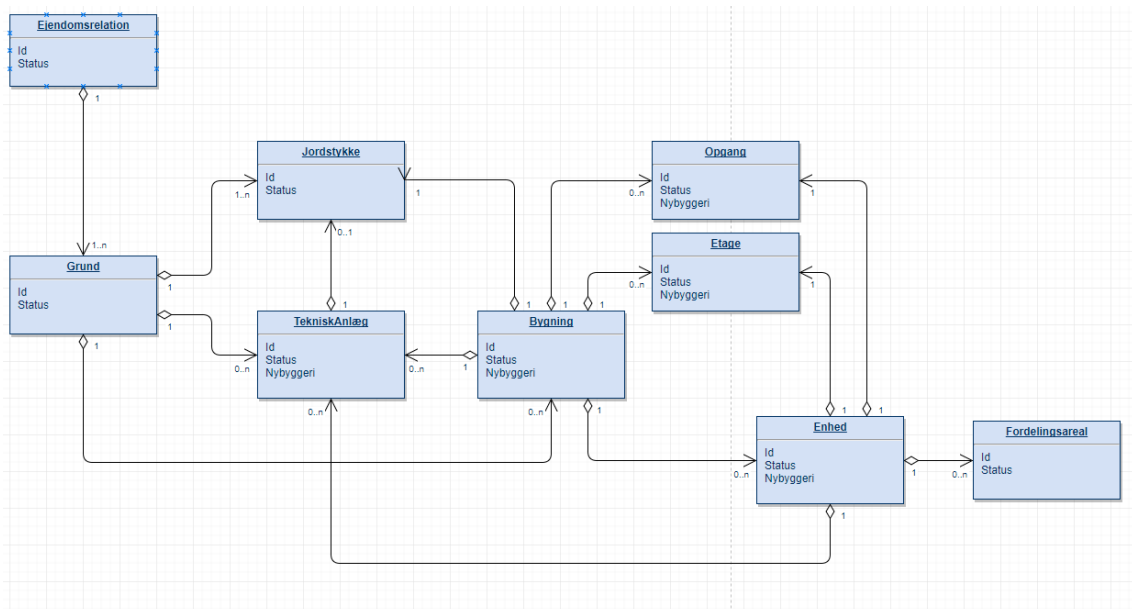 Ejendomsrelation
Id
Status
1
1..n
Grund
Id
Status
1
1
1
Jordstykke
Id
Status
1..n
1
0..1
1
TekniskAnlæg
Id
Status
Nybyggeri
0..n
0..n
0..n
Bygning
Id
Status
Nybyggeri
1
1
1
1
1
0..n
Opgang
Id
Status
Nybyggeri
0..n
1
Etage
Id
Status
Nybyggeri
0..n
1
Enhed
Id
Status
Nybyggeri
1
1
0..n
1
1
Fordelingsareal
Id
Status
0..n